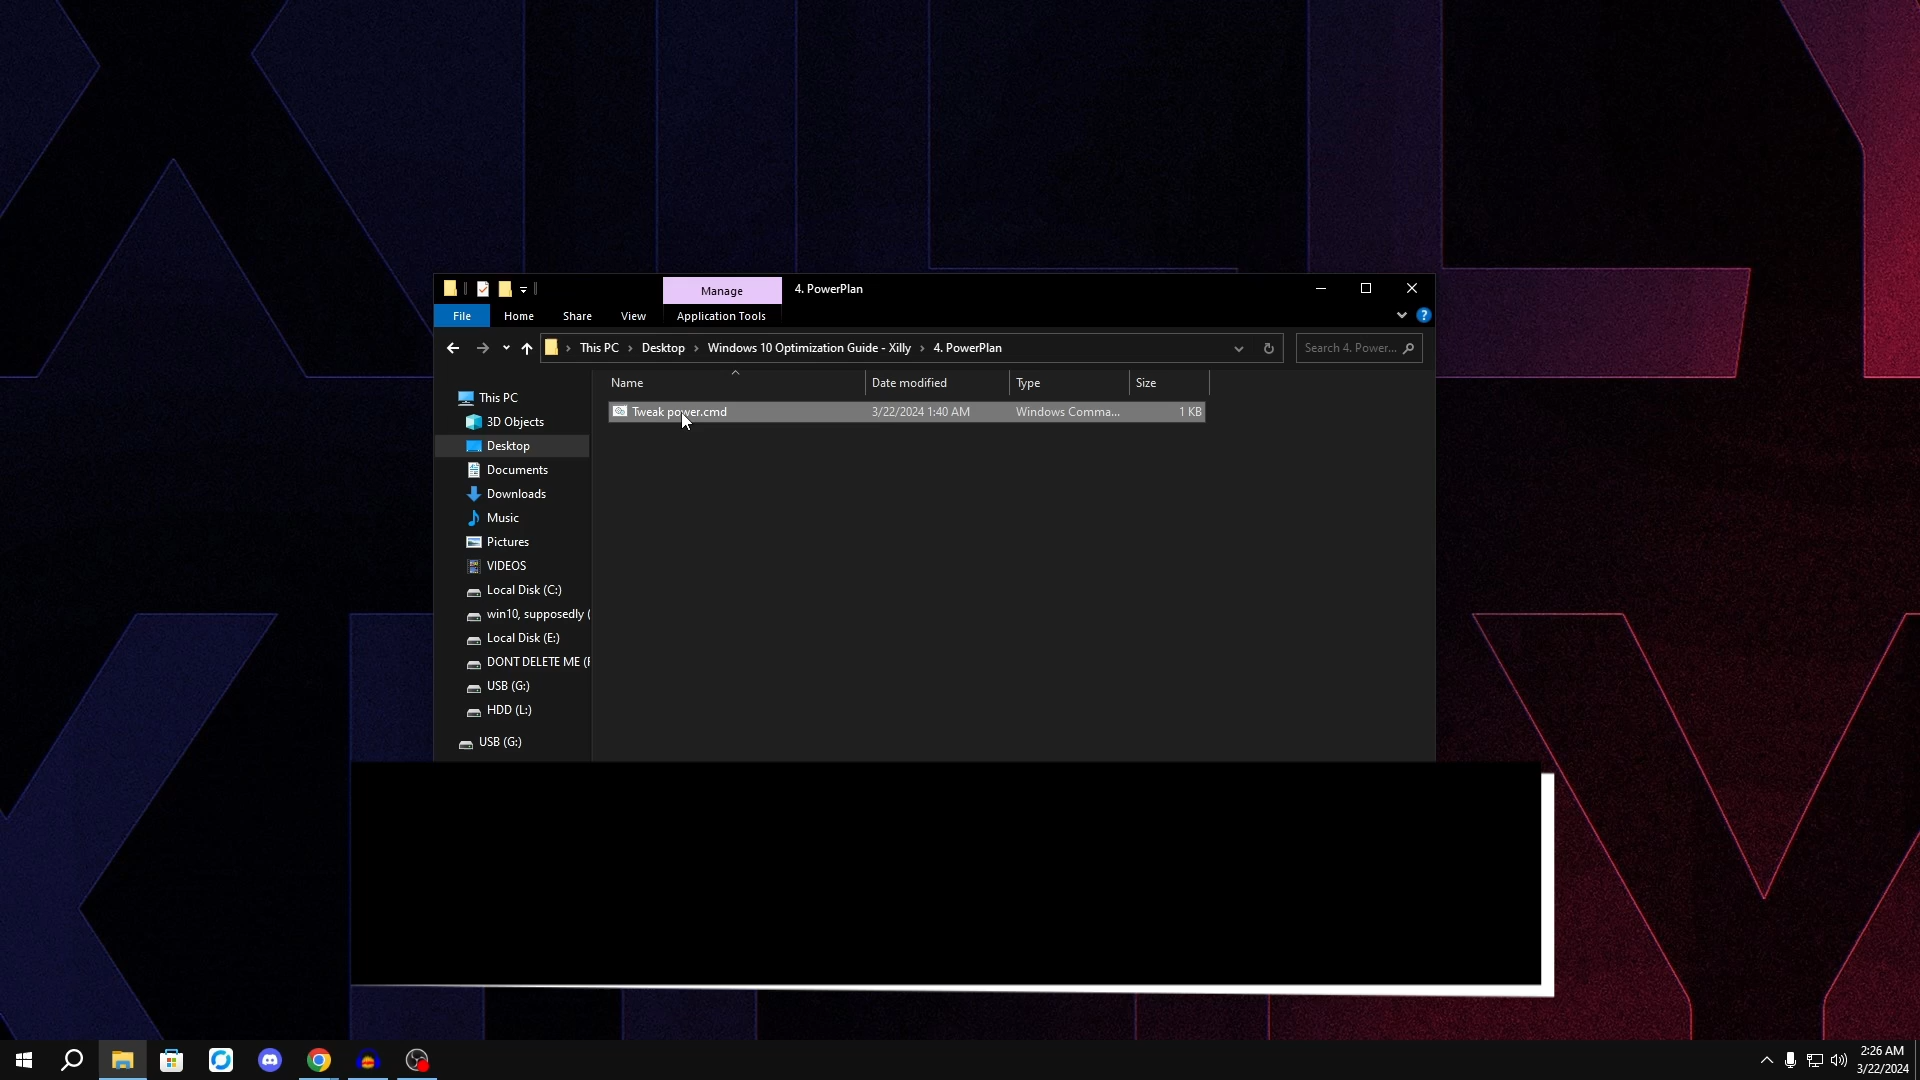 Manage
4. PowerPlan
File
Home
Share
View
Application Tools
?
This PC
Desktop
Windows 10 Optimization Guide - Xilly
4. PowerPlan
Search 4. Power...
Name
Date modified
Type
Size
This PC
Tweak power.cmd
3/22/2024 1:40 AM
Windows Comma...
1 KB
3D Objects
Desktop
Documents
Downloads
Music
Pictures
VIDEOS
Local Disk (C:)
win10, supposedly (
Local Disk (E:)
DONT DELETE ME (F
USB (G:)
HDD (L:)
USB (G:)
2:26 AM
3/22/2024